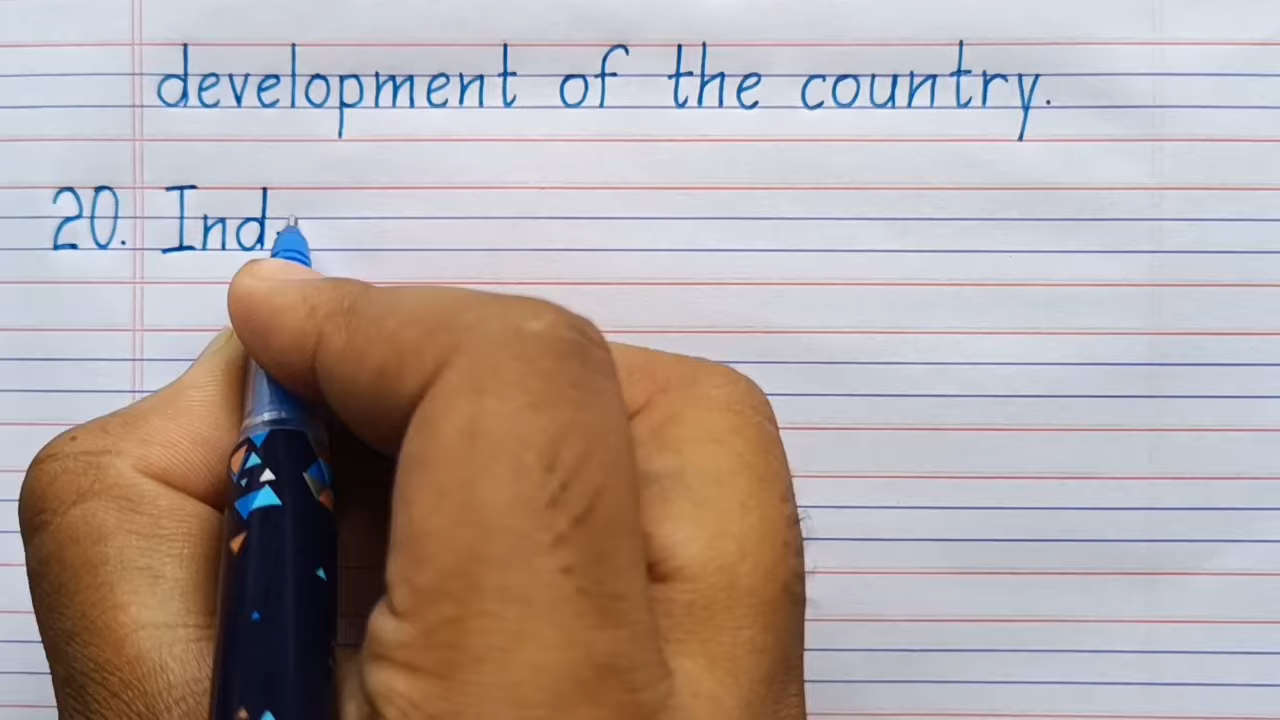 development of the country.
20. Ind